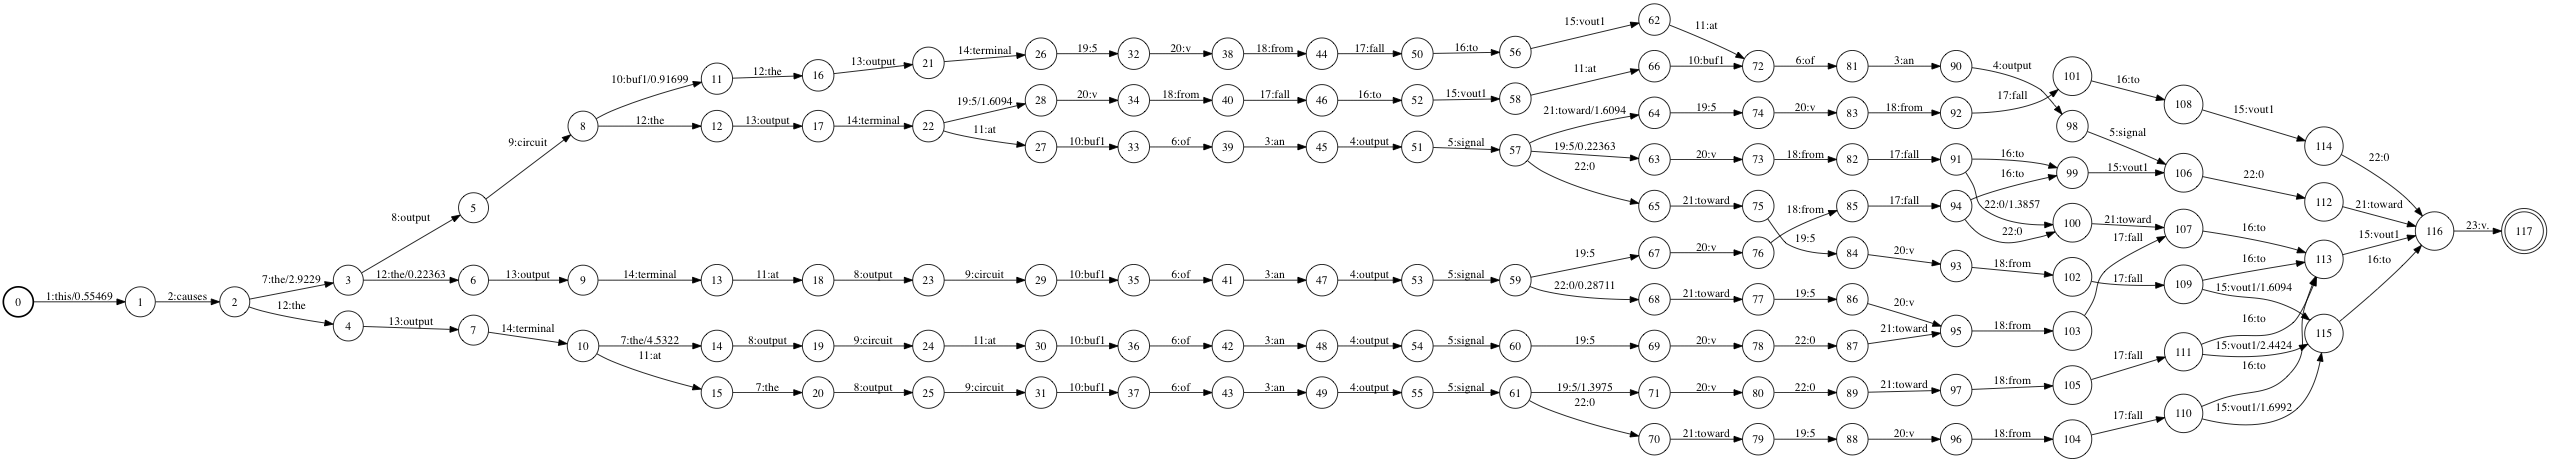 0 1:this/0.55469 1 2:causes 2
7:the/2.9229 3 12:the 4
8:output 5 12:the/0.22363 6 13:output 7
9:circuit 8 13:output 9 14:terminal 10
10:buf1/0.91699 11 12:the 16 13:output 21 14:terminal 26 19:5 32 20:v 38 18:from 44 17:fall 50 16:to 56 15:vout1 62 11:at 72
12:the 12 13:output 17 14:terminal 22 19:5/1.6094 28 20:v 34 18:from 40 17:fall 46 16:to 52 15:vout1 58 11:at 66 10:buf1 72 6:of 81 3:an 90 4:output 98 5:signal 106
11:at 27 10:buf1 33 6:of 39 3:an 45 4:output 51 5:signal 57
21:toward/1.6094 64 19:5 74 20:v 83 18:from 92 17:fall 101 16:to 108 15:vout1 114 22:0
19:5/0.22363 63 20:v 73 18:from 82 17:fall 91 16:to 99 15:vout1 22:0 112 21:toward 116 23:v. 117
22:0 65 21:toward 75 19:5 84 20:v 93 18:from 102 17:fall 109 16:to 15:vout1/1.6094
14:terminal 13 11:at 18 8:output 23 9:circuit 29 10:buf1 35 6:of 41 3:an 47 4:output 53 5:signal 59
19:5 67 20:v 76 18:from 85 17:fall 94 16:to 22:0/1.3857 22:0 100 21:toward 107 16:to 113 15:vout1
22:0/0.28711 68 21:toward 77 19:5 86 20:v 95 18:from 103 17:fall
7:the/4.5322 14 8:output 19 9:circuit 24 11:at 30 10:buf1 36 6:of 42 3:an 48 4:output 54 5:signal 60 19:5 69 20:v 78 22:0 87 21:toward
11:at 15 7:the 20 8:output 25 9:circuit 31 10:buf1 37 6:of 43 3:an 49 4:output 55 5:signal 61
19:5/1.3975 71 20:v 80 22:0 89 21:toward 97 18:from 105 17:fall 111 16:to 15:vout1/2.4424 115 16:to
22:0 70 21:toward 79 19:5 88 20:v 96 18:from 104 17:fall 110 16:to 15:vout1/1.6992